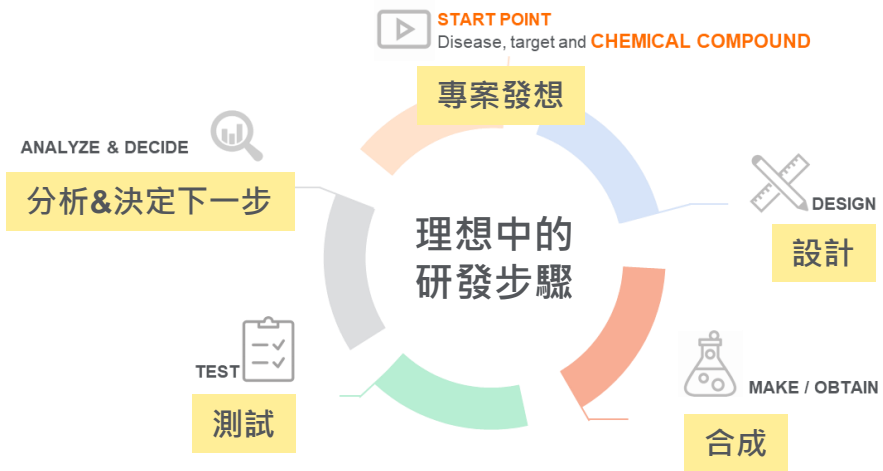 START POINT
Disease, target and CHEMICAL COMPOUND
專案發想
ANALYZE & DECIDE
分析&決定下一步
理想中的
研發步驟
DESIGN
設計
TEST
測試
MAKE / OBTAIN
合成